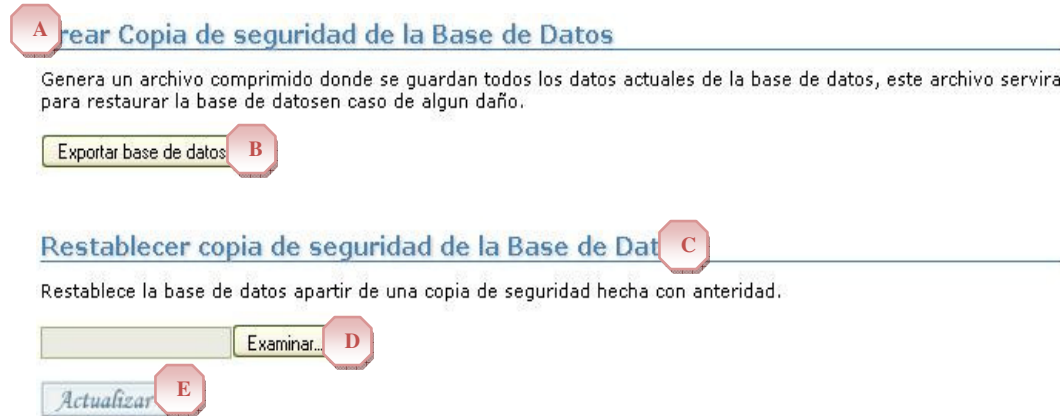 A rear Copia de seguridad de la Base de Datos
Genera un archivo comprimido donde se guardan todos los datos actuales de la base de datos, este archivo servira
para restaurar la base de datosen caso de algun daño.
Exportar base de datos B
Restablecer copia de seguridad de la Base de Dat C
Restablece la base de datos apartir de una copia de seguridad hecha con anteridad.
Examinar... D
Actualizar E